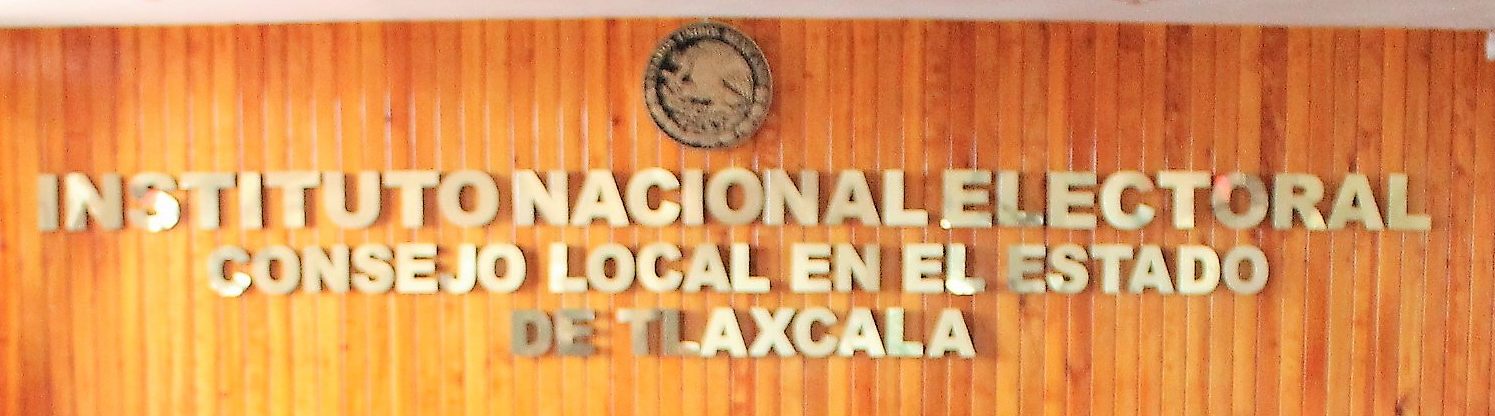 INSTITUTO NACIONAL ELECTORAL
CONSEJO LOCAL EN EL ESTADO
DE TLAXCALA